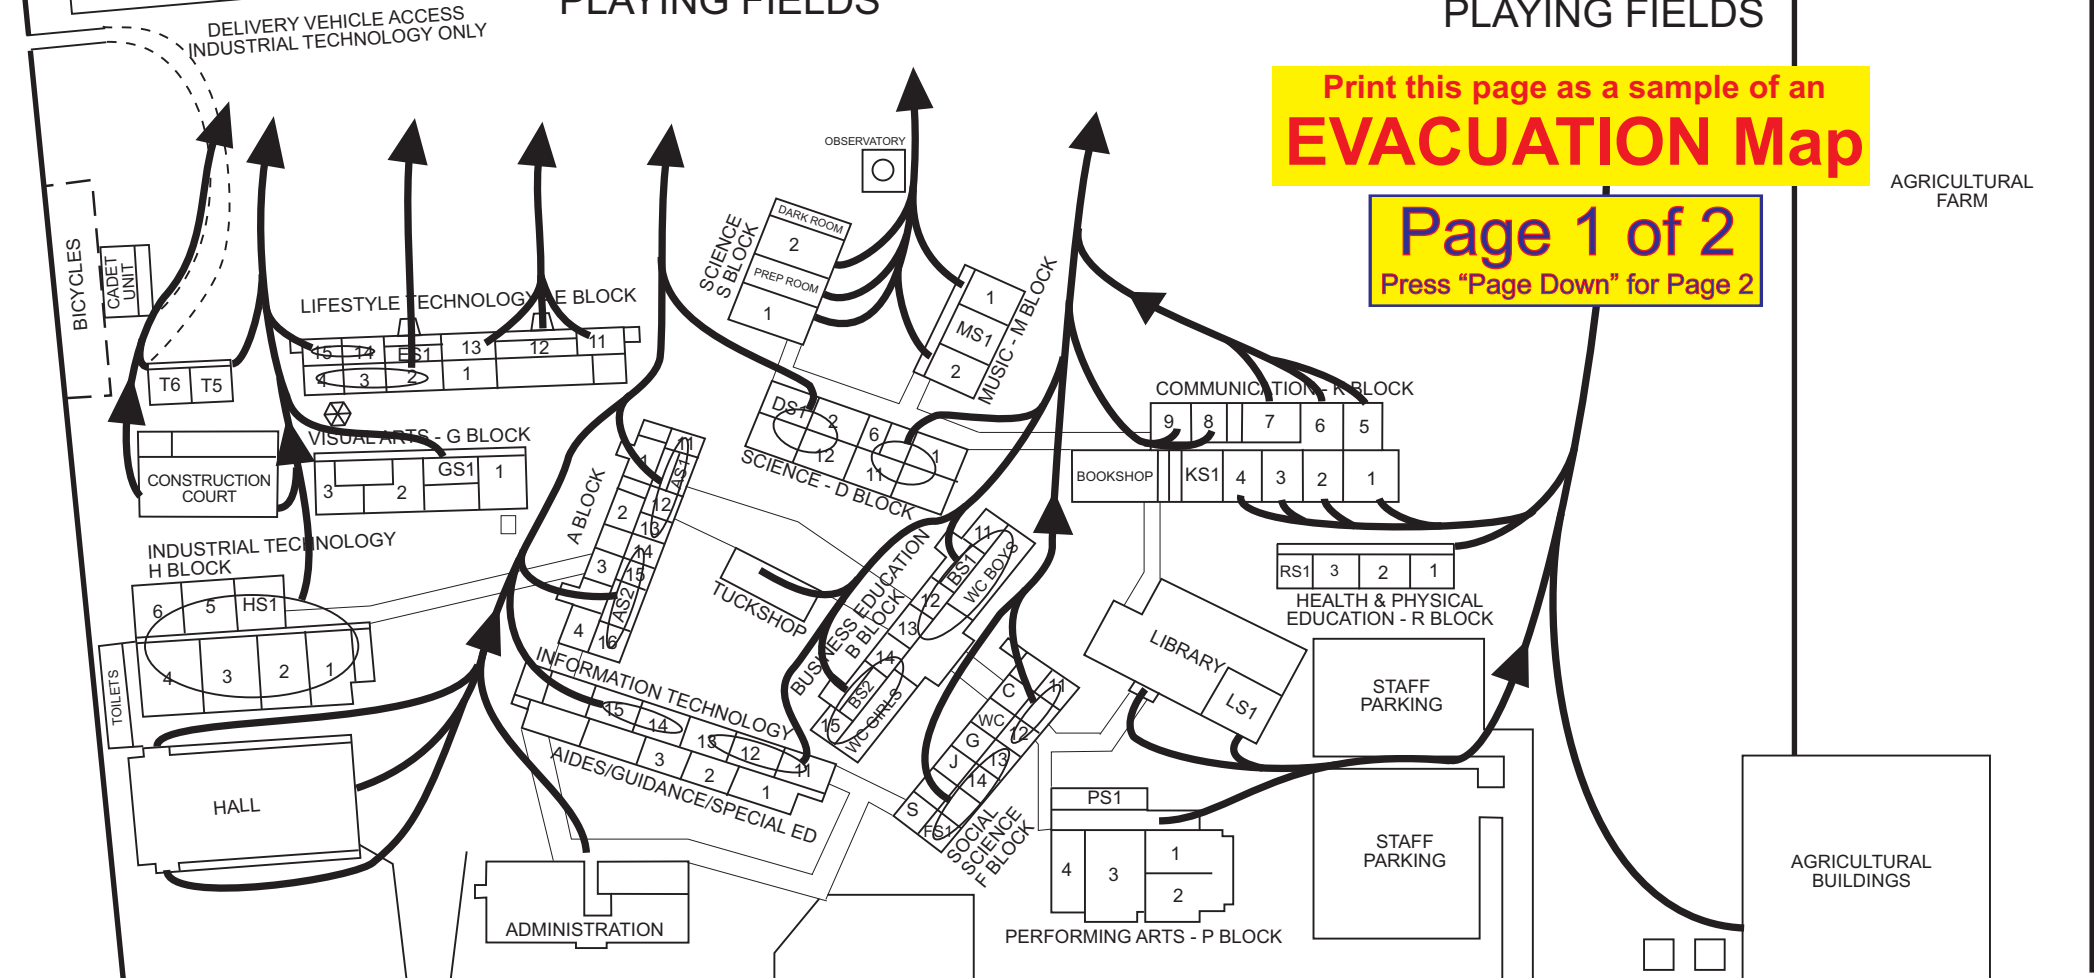 PLAYING FIELDS
PLAYING FIELDS
DELIVERY VEHICLE ACCESS
INDUSTRIAL TECHNOLOGY ONLY
Print this page as a sample of an
EVACUATION Map
Page 1 of 2
Press “Page Down” for Page 2
AGRICULTURAL
FARM
OBSERVATORY
BICYCLES
CADET
UNIT
T6
T5
LIFESTYLE TECHNOLOGY - E BLOCK
15
14
ES1
13
12
11
4
3
2
1
SCIENCE
S BLOCK
DARK ROOM
2
PREP ROOM
1
MUSIC - M BLOCK
1
MS1
2
COMMUNICATION - K BLOCK
9
8
7
6
5
BOOKSHOP
KS1
4
3
2
1
VISUAL ARTS - G BLOCK
3
2
GS1
1
CONSTRUCTION
COURT
DS1
2
6
1
12
11
SCIENCE - D BLOCK
A BLOCK
11
1
AS1
12
2
13
14
3
15
AS2
4
16
INDUSTRIAL TECHNOLOGY
H BLOCK
6
5
HS1
4
3
2
1
TOILETS
HALL
TUCKSHOP
BUSINESS EDUCATION
B BLOCK
11
BS1
WC BOYS
12
13
14
BS2
15
WC GIRLS
INFORMATION TECHNOLOGY
15
14
13
12
11
3
2
1
AIDES/GUIDANCE/SPECIAL ED
ADMINISTRATION
C
11
WC
12
G
13
J
14
S
FS1
SOCIAL
SCIENCE
F BLOCK
LIBRARY
LS1
RS1
3
2
1
HEALTH & PHYSICAL
EDUCATION - R BLOCK
STAFF
PARKING
STAFF
PARKING
PS1
4
3
1
2
PERFORMING ARTS - P BLOCK
AGRICULTURAL
BUILDINGS